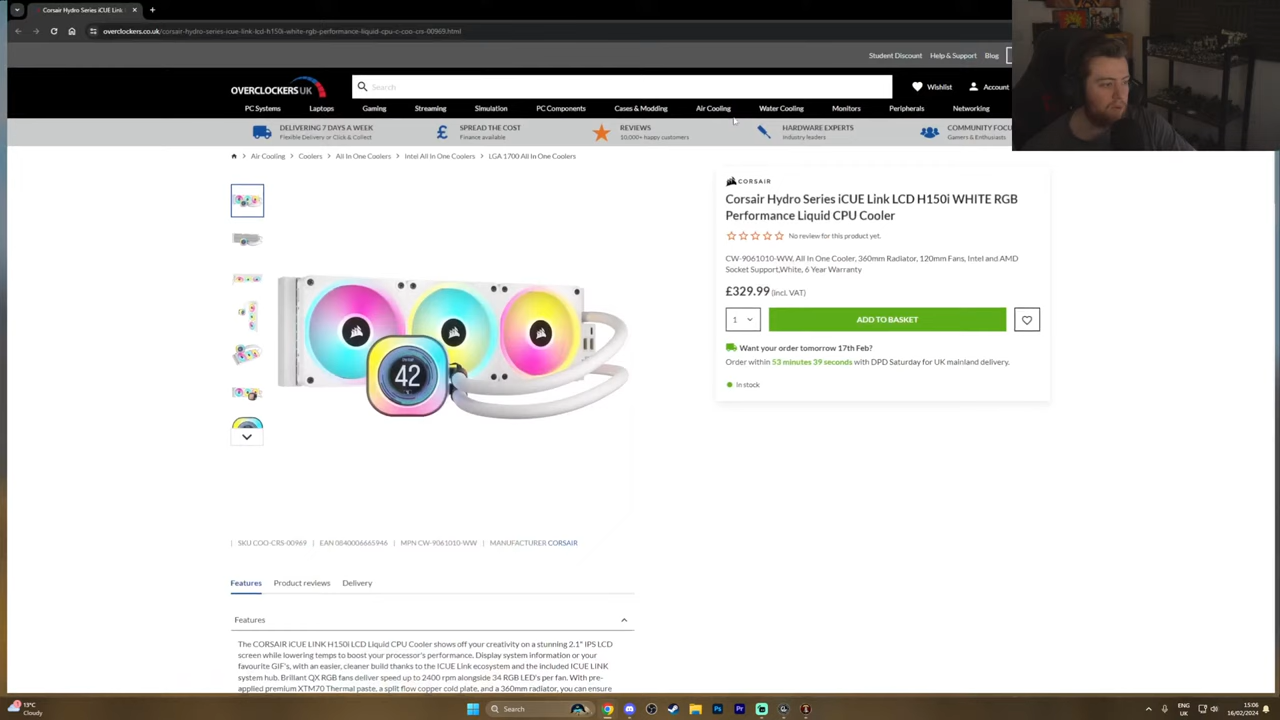 Corsair Hydro Series iCUE Link
overclockers.co.uk/corsair-hydro-series-icue-link-lcd-h150i-white-rgb-performance-liquid-cpu-c-coo-crs-00969.html
Student Discount Help & Support Blog
OVERCLOCKERS UK Search Wishlist Account
PC Systems Laptops Gaming Streaming Simulation PC Components Cases & Modding Air Cooling Water Cooling Monitors Peripherals Networking
DELIVERING 7 DAYS A WEEK SPREAD THE COST REVIEWS HARDWARE EXPERTS COMMUNITY FOCU
Flexible Delivery or Click & Collect Finance available 10,000+ happy customers Industry leaders Gamers & Enthusiasts
Air Cooling > Coolers > All In One Coolers > Intel All In One Coolers > LGA 1700 All In One Coolers
CORSAIR
Corsair Hydro Series iCUE Link LCD H150i WHITE RGB
Performance Liquid CPU Cooler
No review for this product yet.
CW-9061010-WW, All In One Cooler, 360mm Radiator, 120mm Fans, Intel and AMD
Socket Support,White, 6 Year Warranty
£329.99 (incl. VAT)
1 ADD TO BASKET
Want your order tomorrow 17th Feb?
Order within 53 minutes 39 seconds with DPD Saturday for UK mainland delivery.
In stock
42
| SKU COO-CRS-00969 | EAN 0840006665946 | MPN CW-9061010-WW | MANUFACTURER CORSAIR
Features Product reviews Delivery
Features
The CORSAIR iCUE LINK H150i LCD Liquid CPU Cooler shows off your creativity on a stunning 2.1" IPS LCD
screen while lowering temps to boost your processor's performance. Display system information or your
favourite GIF's, with an easier, cleaner build thanks to the ICUE Link ecosystem and the included ICUE LINK
system hub. Brillant QX RGB fans deliver speed up to 2400 rpm alongside 34 RGB LED's per fan. With pre-
applied premium XTM70 Thermal paste, a split flow copper cold plate, and a 360mm radiator, you can ensure
13°C
Cloudy
Search
ENG
UK
15:06
16/02/2024